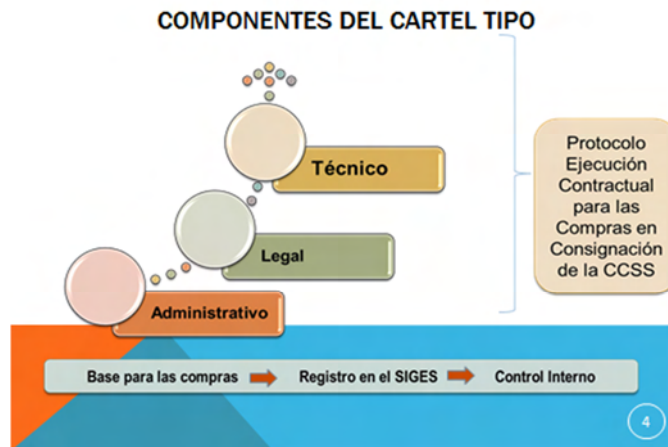 COMPONENTES DEL CARTEL TIPO
Técnico
Legal
Administrativo
Protocolo
Ejecución
Contractual
para las
Compras en
Consignación
de la CCSS
Base para las compras
Registro en el SIGES
Control Interno
4